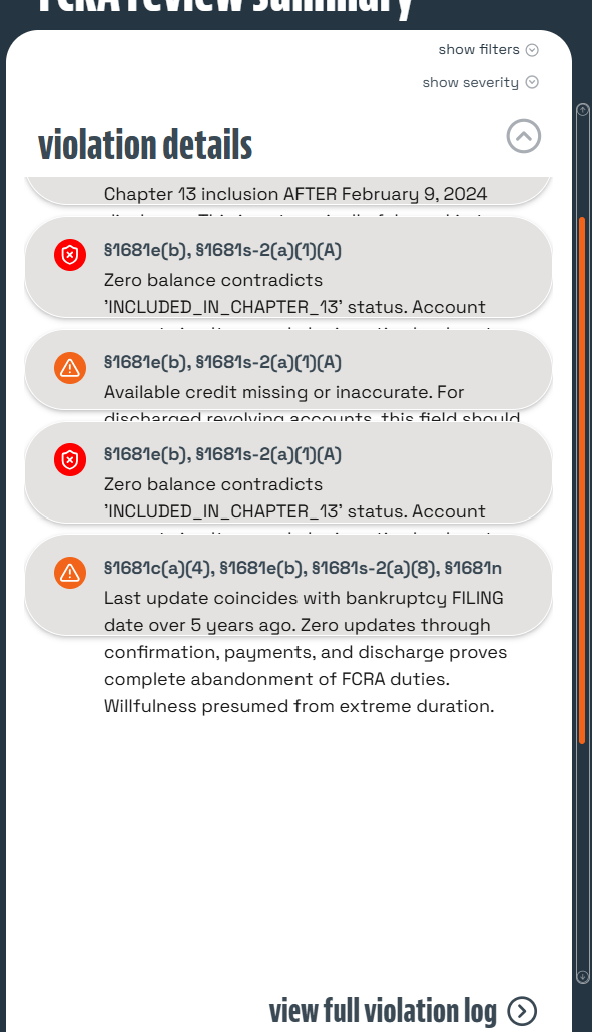 FCRA review summary
show filters
show severity
violation details
Chapter 13 inclusion AFTER February 9, 2024
§1681e(b), §1681s-2(a)(1)(A)
Zero balance contradicts
'INCLUDED_IN_CHAPTER_13' status. Account
§1681e(b), §1681s-2(a)(1)(A)
Available credit missing or inaccurate. For
discharged revolving accounts, this field should
§1681e(b), §1681s-2(a)(1)(A)
Zero balance contradicts
'INCLUDED_IN_CHAPTER_13' status. Account
§1681c(a)(4), §1681e(b), §1681s-2(a)(8), §1681n
Last update coincides with bankruptcy FILING
date over 5 years ago. Zero updates through
confirmation, payments, and discharge proves
complete abandonment of FCRA duties.
Willfulness presumed from extreme duration.
view full violation log